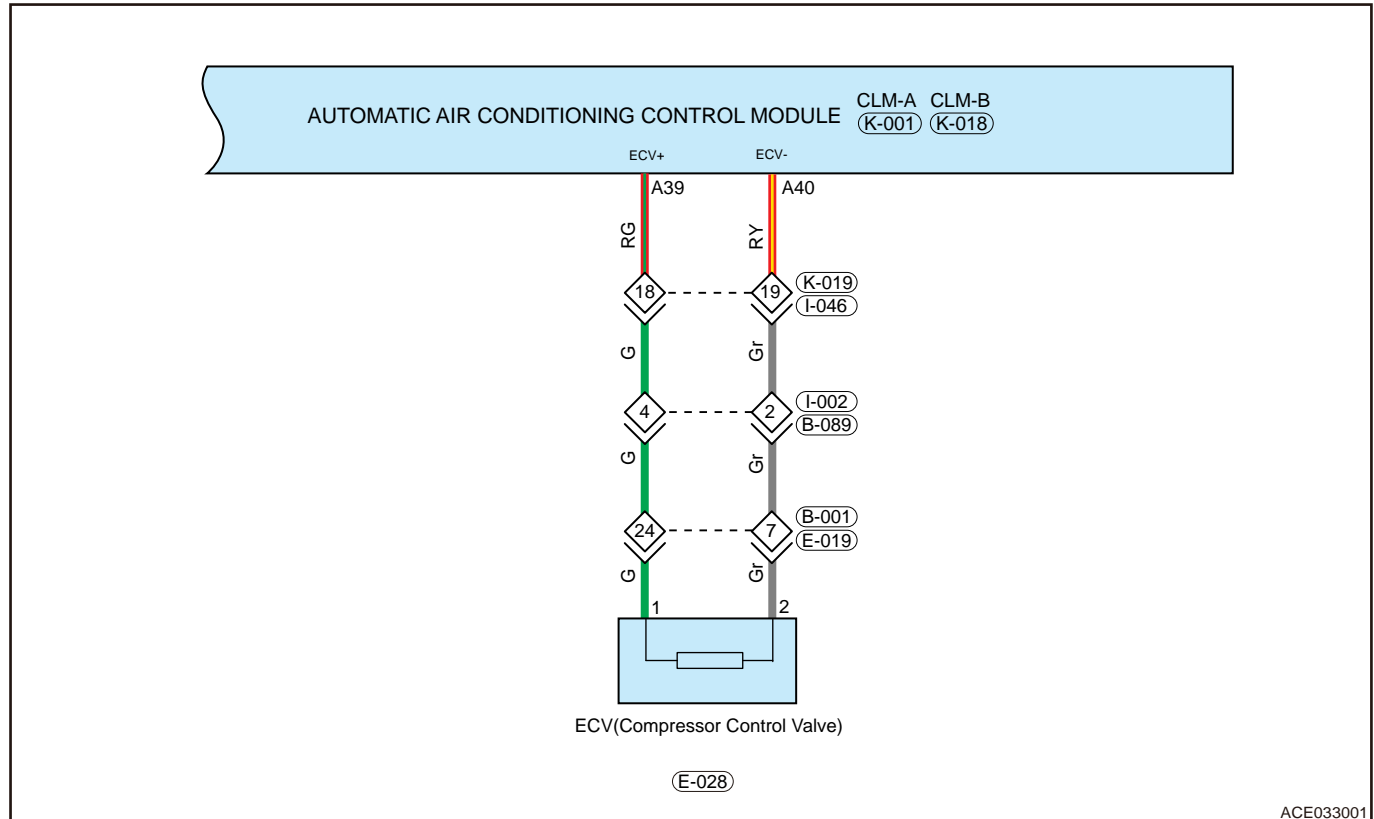 AUTOMATIC AIR CONDITIONING CONTROL MODULE
CLM-A CLM-B
K-001 K-018
ECV+ ECV-
A39 A40
RG RY
18 19 K-019
I-046
G Gr
4 2 I-002
B-089
G Gr
24 7 B-001
E-019
G Gr
1 2
ECV(Compressor Control Valve)
E-028
ACE033001